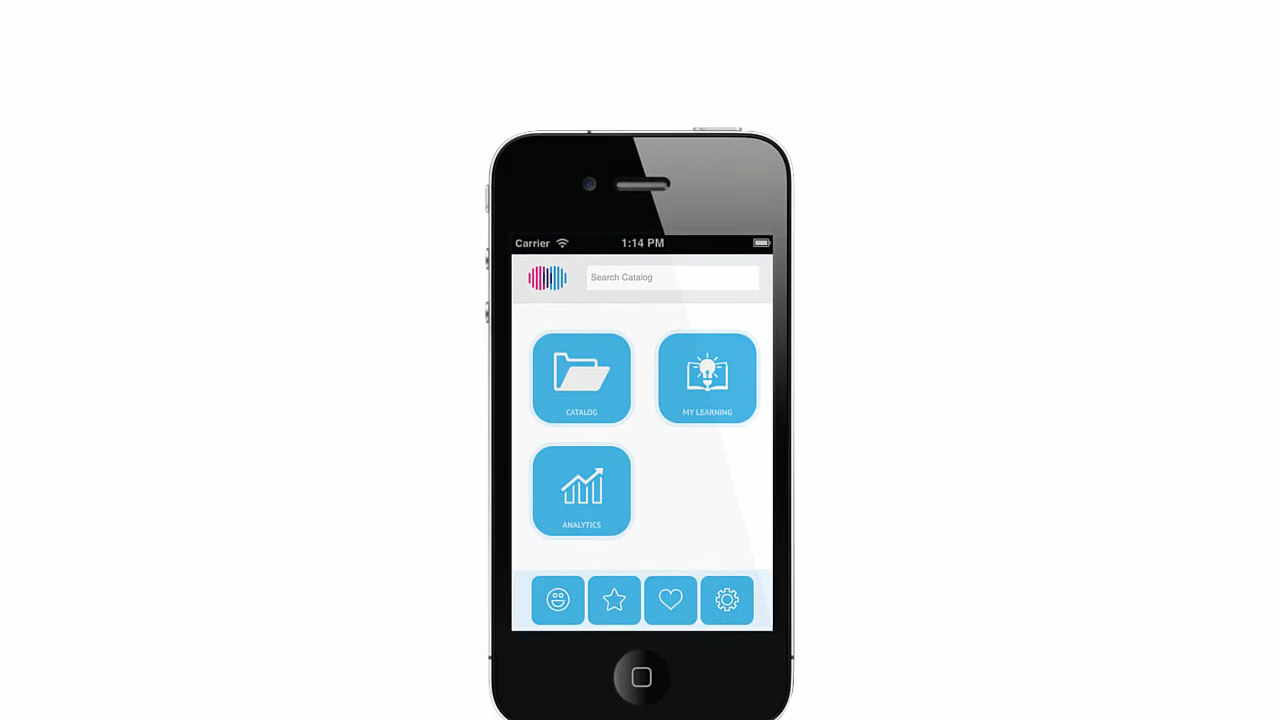 Carrier 1:14 PM
Search Catalog
CATALOG
MY LEARNING
ANALYTICS